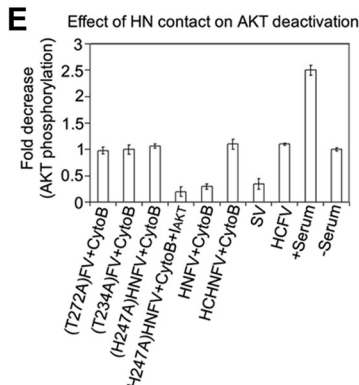 E
Effect of HN contact on AKT deactivation
Fold decrease
(AKT phosphorylation)
3
2.5
2
1.5
1
0.5
0
(T272A)FV+CytoB
(T234A)FV+CytoB
(H247A)HNFV+CytoB
H247A)HNFV+CytoB+IAKT
HNFV+CytoB
HCHNFV+CytoB
SV
HCFV
+Serum
-Serum